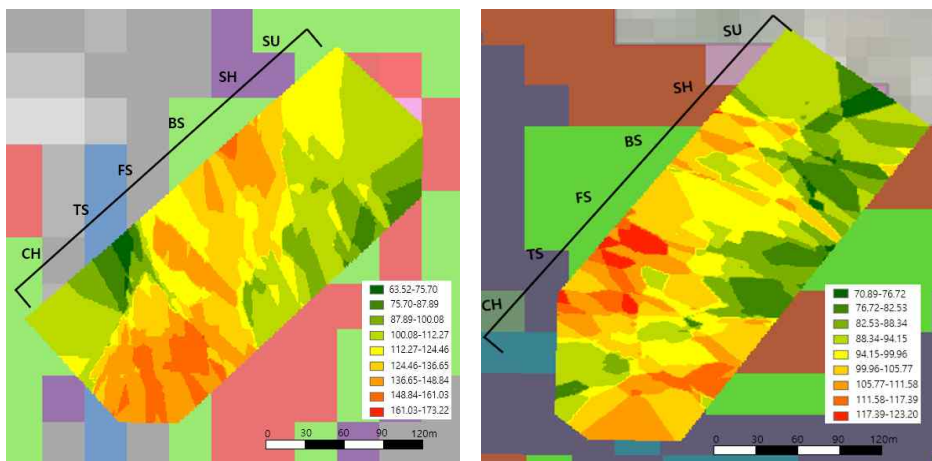 SU
SH
BS
FS
TS
CH
63.52-75.70
75.70-87.89
87.89-100.08
100.08-112.27
112.27-124.46
124.46-136.65
136.65-148.84
148.84-161.03
161.03-173.22
0 30 60 90 120m
SU
SH
BS
FS
TS
CH
70.89-76.72
76.72-82.53
82.53-88.34
88.34-94.15
94.15-99.96
99.96-105.77
105.77-111.58
111.58-117.39
117.39-123.20
0 30 60 90 120m